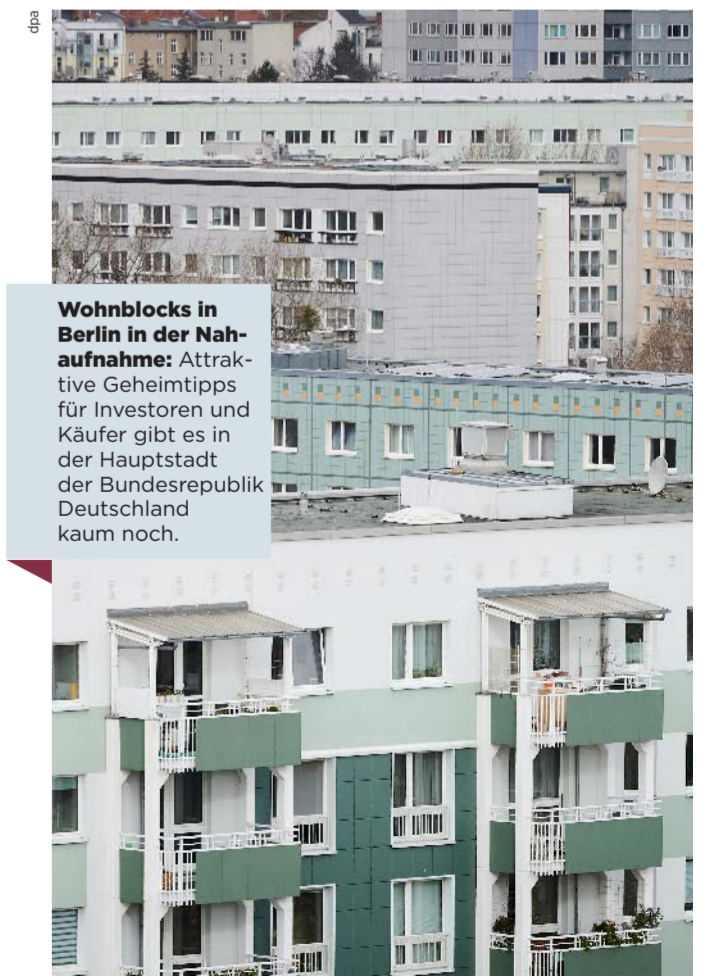 dpa
Wohnblocks in
Berlin in der Nah-
aufnahme: Attrak-
tive Geheimtipps
für Investoren und
Käufer gibt es in
der Hauptstadt
der Bundesrepublik
Deutschland
kaum noch.